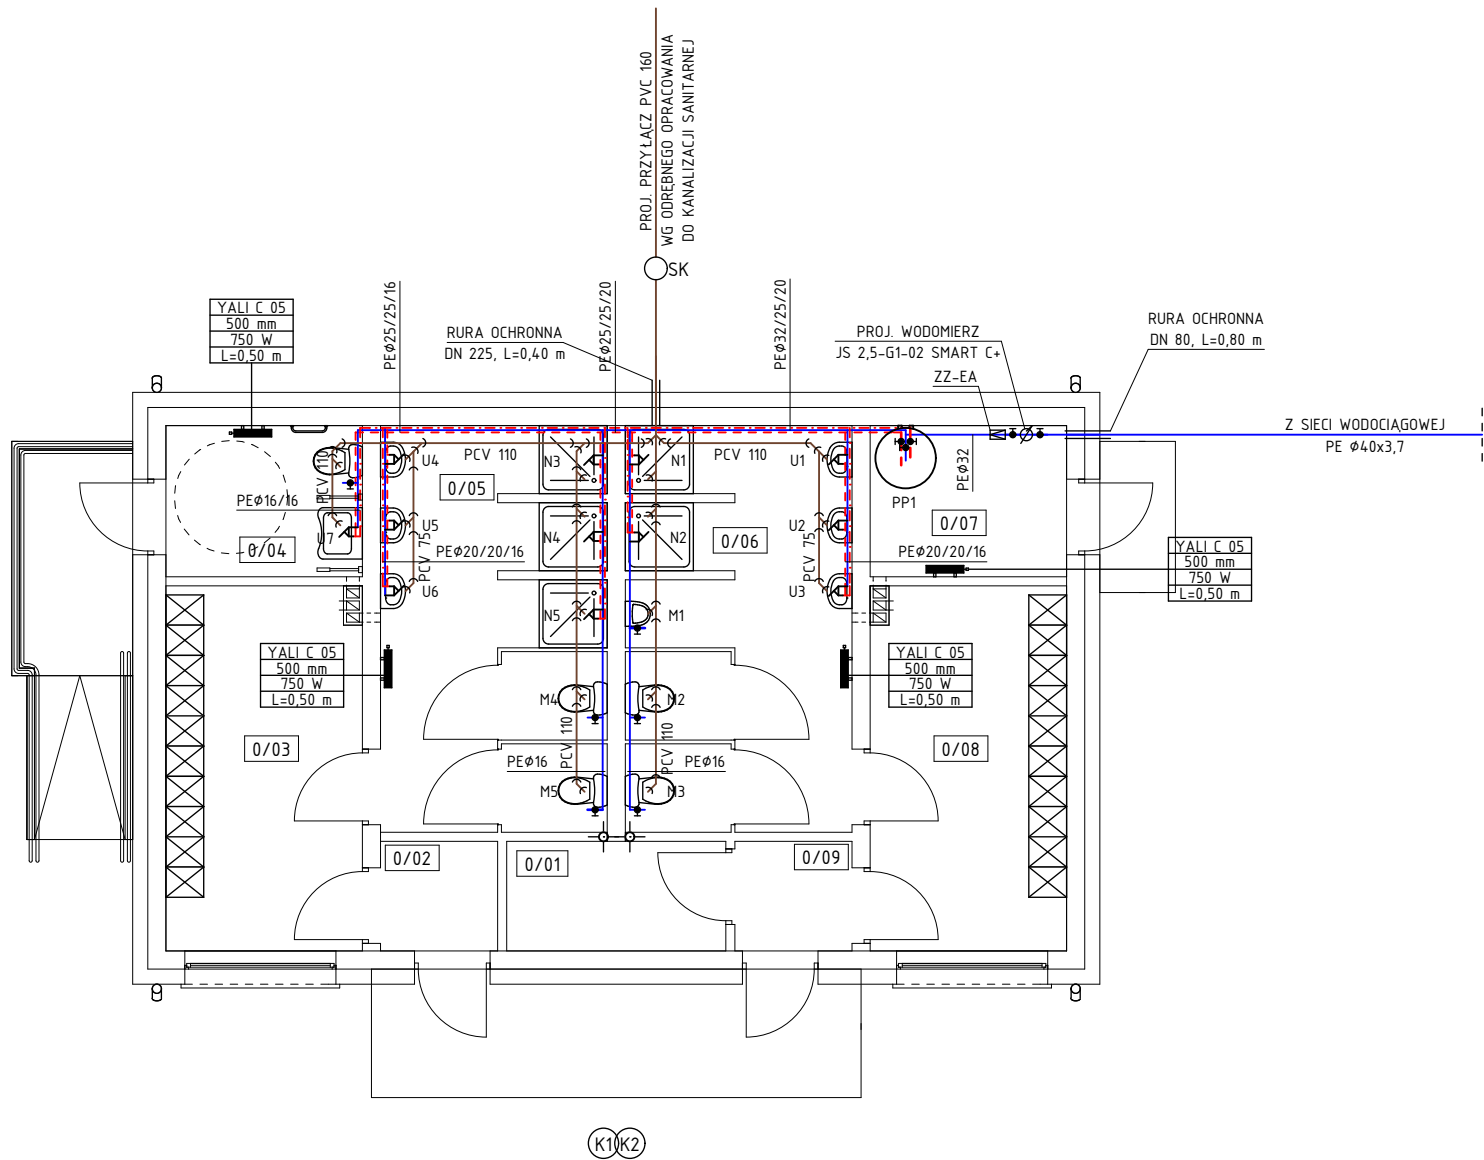 PROJ. PRZYŁĄCZ PVC 160
WG ODRĘBNEGO OPRACOWANIA
DO KANALIZACJI SANITARNEJ
SK
YALI C 05
500 mm
750 W
L=0,50 m
PEϕ25/25/16
RURA OCHRONNA
DN 225, L=0,40 m
PEϕ25/25/20
PEϕ32/25/20
PROJ. WODOMIERZ
JS 2,5-G1-02 SMART C+
ZZ-EA
RURA OCHRONNA
DN 80, L=0,80 m
Z SIECI WODOCIĄGOWEJ
PE ϕ40x3,7
PCV 110
U4
PCV 110
N3
N1
PCV 110
U1
PEϕ32
0/05
PP1
PEϕ16/16
U7
0/04
U5
PCV 75
N4
N2
0/06
U2
PCV 75
0/07
PEϕ20/20/16
PEϕ20/20/16
YALI C 05
500 mm
750 W
L=0,50 m
U6
U3
N5
M1
YALI C 05
500 mm
750 W
L=0,50 m
YALI C 05
500 mm
750 W
L=0,50 m
M4
M2
PCV 110
PCV 110
0/03
0/08
PEϕ16
PEϕ16
M5
M3
0/02
0/01
0/09
K1
K2